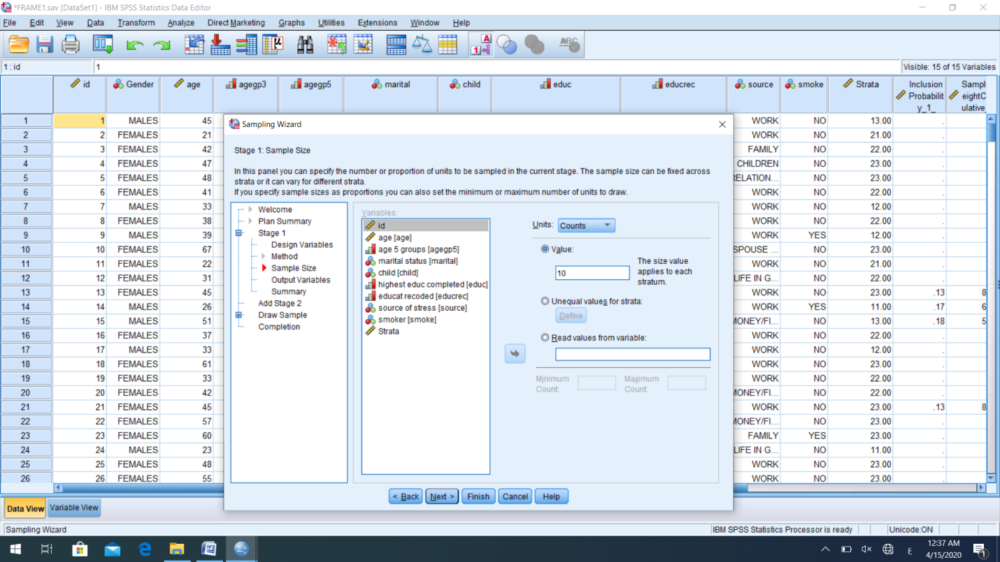 *FRAME1.sav [DataSet1] - IBM SPSS Statistics Data Editor
File Edit View Data Transform Analyze Direct Marketing Graphs Utilities Extensions Window Help
1 : id 1 Visible: 15 of 15 Variables
id Gender age agegp3 agegp5 marital child educ educrec source smoke Strata Inclusion Probabilit y_1_ Sampl eightC ulative_
1 1 MALES 45 WORK NO 13.00 .
2 2 FEMALES 21 WORK NO 21.00 .
3 3 FEMALES 42 FAMILY NO 22.00 .
4 4 FEMALES 47 CHILDREN NO 23.00 .
5 5 FEMALES 48 RELATION... NO 23.00 .
6 6 FEMALES 41 WORK NO 22.00 .
7 7 MALES 33 WORK NO 12.00 .
8 8 FEMALES 38 WORK NO 22.00 .
9 9 MALES 39 WORK YES 12.00 .
10 10 FEMALES 67 SPOUSE ... NO 23.00 .
11 11 FEMALES 22 WORK NO 21.00 .
12 12 FEMALES 31 LIFE IN G... NO 22.00 .
13 13 FEMALES 45 WORK NO 23.00 .13 8
14 14 MALES 26 WORK YES 11.00 .17 6
15 15 MALES 51 MONEY/FI... NO 13.00 .18 5
16 16 FEMALES 37 WORK NO 22.00 .
17 17 MALES 33 WORK NO 12.00 .
18 18 FEMALES 61 WORK NO 23.00 .
19 19 FEMALES 33 WORK NO 22.00 .
20 20 FEMALES 42 MONEY/FI... NO 22.00 .
21 21 FEMALES 45 WORK NO 23.00 .13 8
22 22 FEMALES 57 MONEY/FI... NO 23.00 .
23 23 FEMALES 60 FAMILY YES 23.00 .
24 24 MALES 23 LIFE IN G... NO 11.00 .
25 25 FEMALES 48 WORK NO 23.00 .
26 26 FEMALES 55 WORK NO 23.00 .
Sampling Wizard
Stage 1: Sample Size
In this panel you can specify the number or proportion of units to be sampled in the current stage. The sample size can be fixed across
strata or it can vary for different strata.
If you specify sample sizes as proportions you can also set the minimum or maximum number of units to draw.
Welcome
Plan Summary
Stage 1
Design Variables
Method
Sample Size
Output Variables
Summary
Add Stage 2
Draw Sample
Completion
Variables:
id
age [age]
age 5 groups [agegp5]
marital status [marital]
child [child]
highest educ completed [educ]
educat recoded [educrec]
source of stress [source]
smoker [smoke]
Strata
Units: Counts
Value:
10
The size value
applies to each
stratum.
Unequal values for strata:
Define
Read values from variable:
Minimum
Count:
Maximum
Count:
< Back Next > Finish Cancel Help
Data View Variable View
Sampling Wizard IBM SPSS Statistics Processor is ready Unicode:ON
ع 12:37 AM
4/15/2020
1